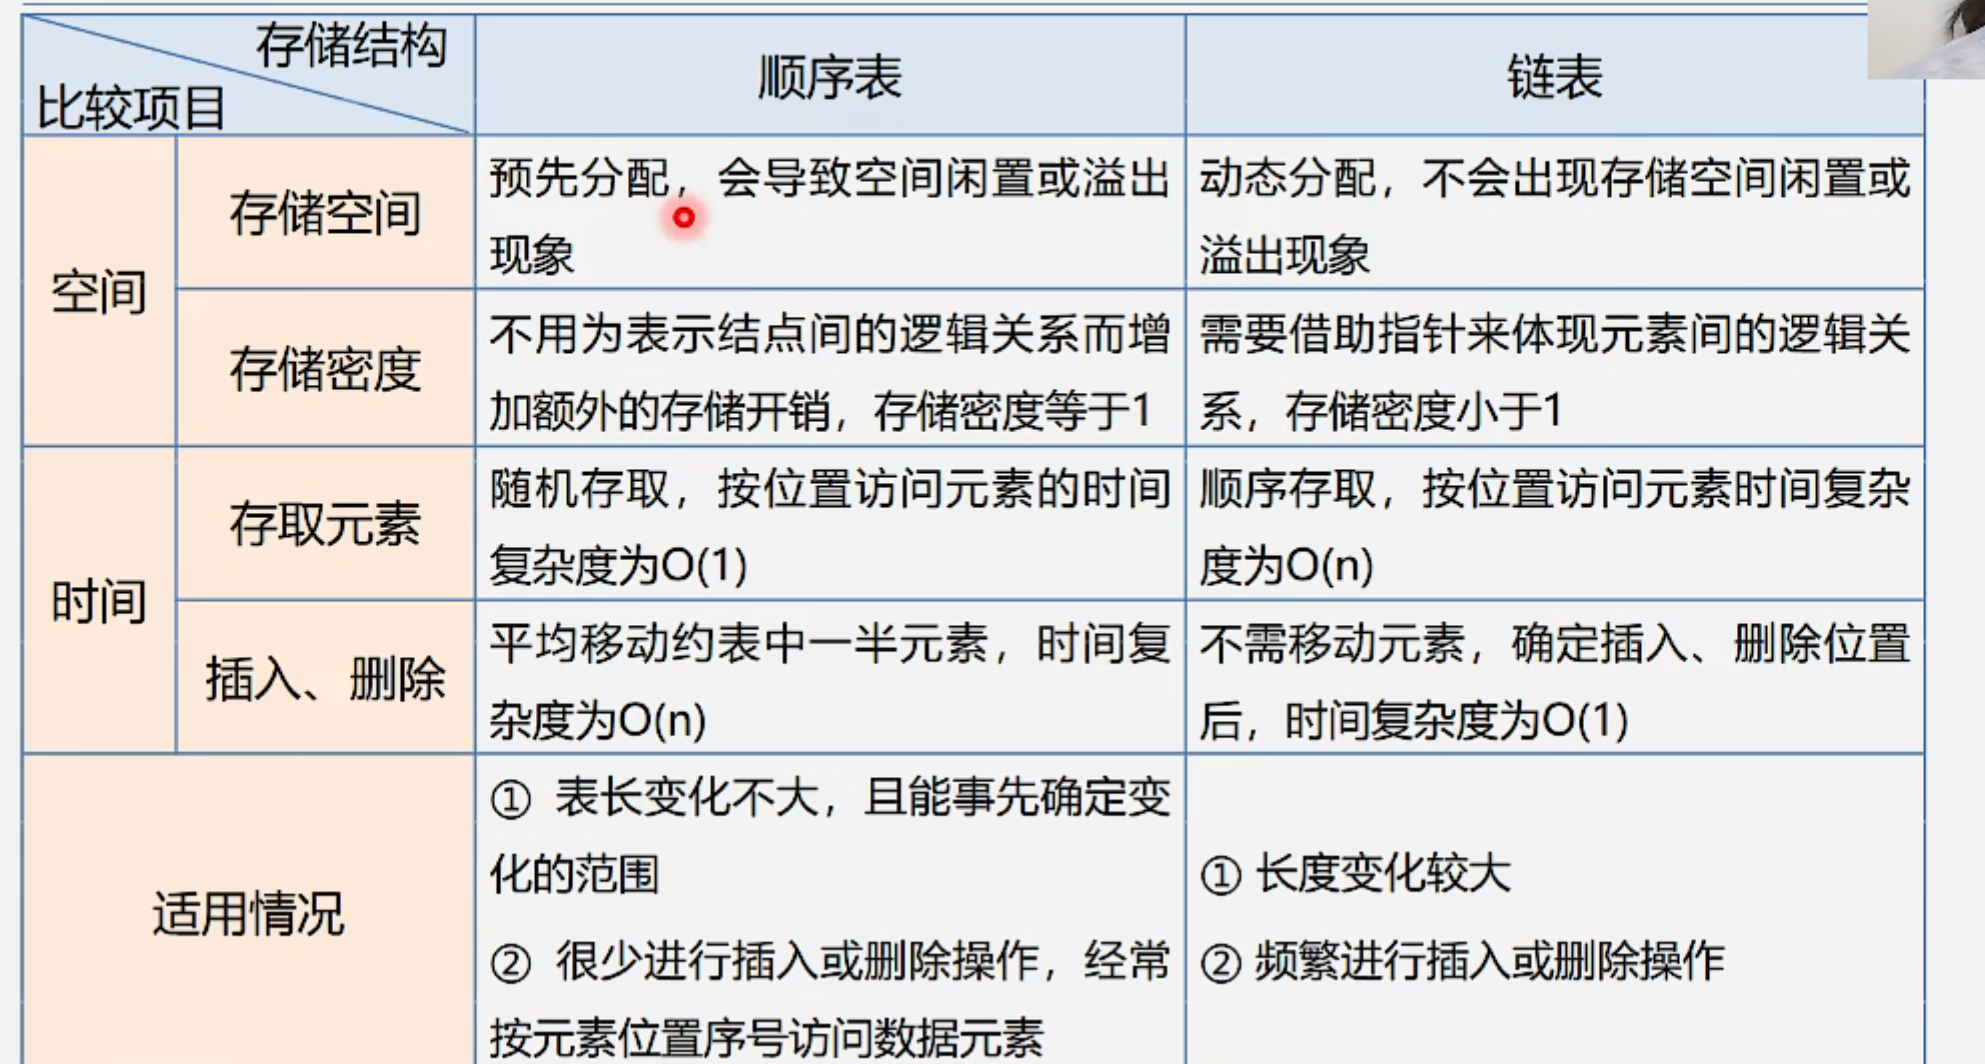 存储结构
比较项目
顺序表
链表
空间
存储空间
预先分配，会导致空间闲置或溢出
现象
动态分配，不会出现存储空间闲置或
溢出现象
存储密度
不用为表示结点间的逻辑关系而增
加额外的存储开销，存储密度等于1
需要借助指针来体现元素间的逻辑关
系，存储密度小于1
时间
存取元素
随机存取，按位置访问元素的时间
复杂度为O(1)
顺序存取，按位置访问元素时间复杂
度为O(n)
插入、删除
平均移动约表中一半元素，时间复
杂度为O(n)
不需移动元素，确定插入、删除位置
后，时间复杂度为O(1)
适用情况
① 表长变化不大，且能事先确定变
化的范围
② 很少进行插入或删除操作，经常
按元素位置序号访问数据元素
① 长度变化较大
② 频繁进行插入或删除操作